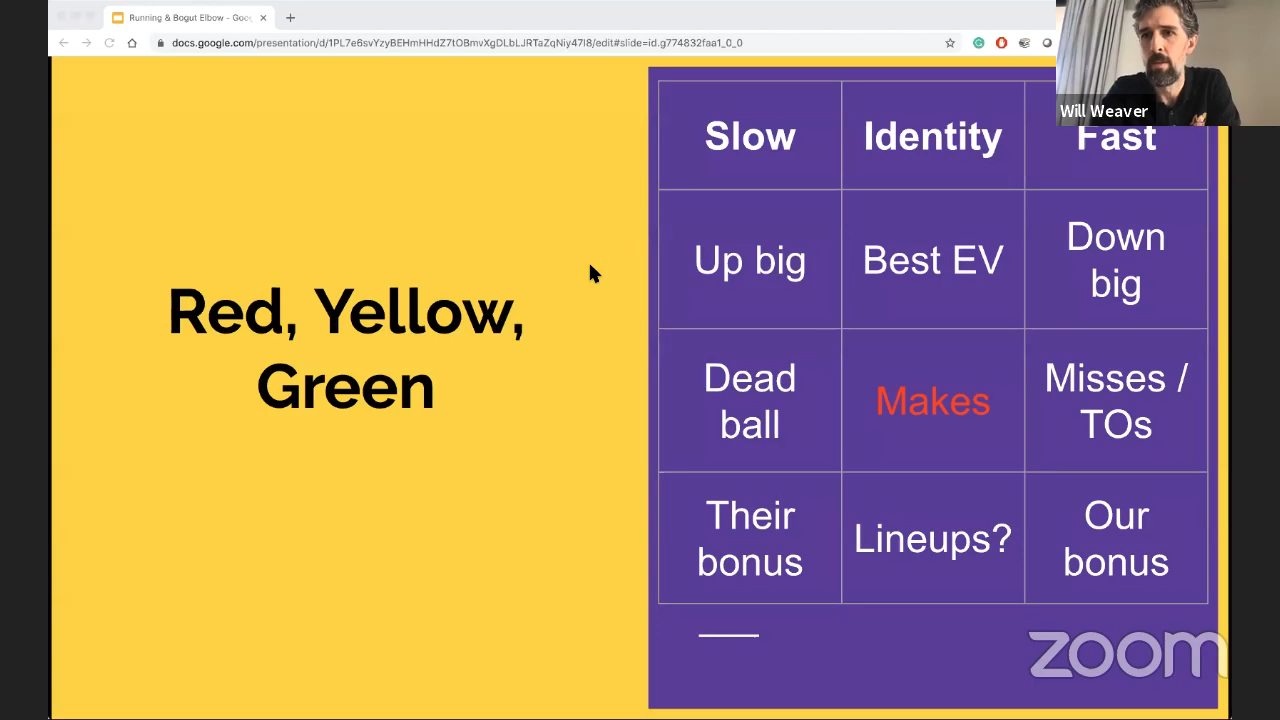 Running & Bogut Elbow - Goo
docs.google.com/presentation/d/1PL7e6svYzyBEHmHHdZ7tOBmvXgDLbLJRTaZqNiy47I8/edit#slide=id.g774832faa1_0_0
Will Weaver
Red, Yellow,
Green
Slow
Identity
Fast
Up big
Best EV
Down
big
Dead
ball
Makes
Misses /
TOs
Their
bonus
Lineups?
Our
bonus
zoom